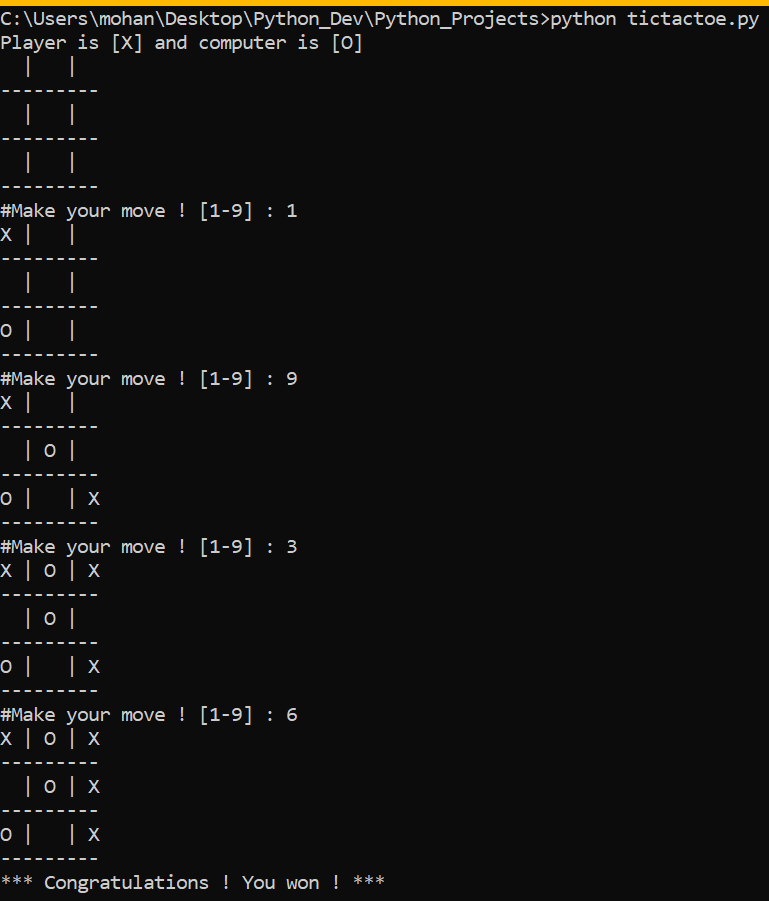 C:\Users\mohan\Desktop\Python_Dev\Python_Projects>python tictactoe.py
Player is [X] and computer is [O]
  |   |
---------
  |   |
---------
  |   |
---------
#Make your move ! [1-9] : 1
X |   |
---------
  |   |
---------
O |   |
---------
#Make your move ! [1-9] : 9
X |   |
---------
  | O |
---------
O |   | X
---------
#Make your move ! [1-9] : 3
X | O | X
---------
  | O |
---------
O |   | X
---------
#Make your move ! [1-9] : 6
X | O | X
---------
  | O | X
---------
O |   | X
---------
*** Congratulations ! You won ! ***